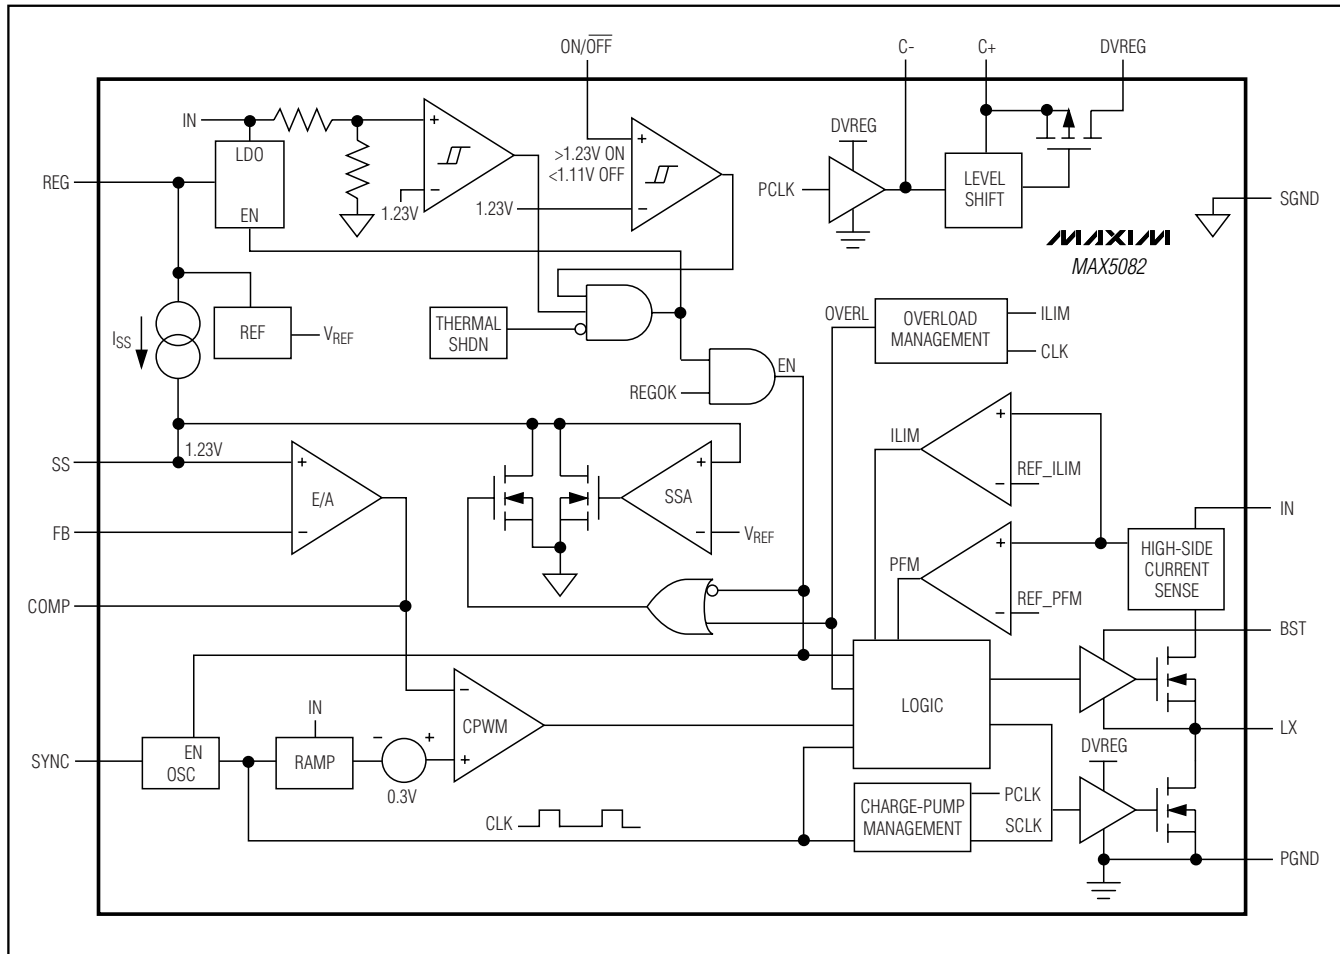 ON/OFF
C-
C+
DVREG
IN
LDO
EN
REG
+
−
1.23V
>1.23V ON
<1.11V OFF
+
−
1.23V
DVREG
PCLK
LEVEL
SHIFT
SGND
MAXIM
MAX5082
ISS
REF
VREF
THERMAL
SHDN
REGOK
EN
OVERL
OVERLOAD
MANAGEMENT
ILIM
CLK
SS
1.23V
+
E/A
−
FB
+
SSA
−
VREF
ILIM
+
REF_ILIM
−
PFM
+
REF_PFM
−
IN
HIGH-SIDE
CURRENT
SENSE
COMP
BST
LOGIC
LX
SYNC
EN
OSC
IN
RAMP
−
+
0.3V
−
CPWM
+
CLK
CHARGE-PUMP
MANAGEMENT
PCLK
SCLK
DVREG
PGND